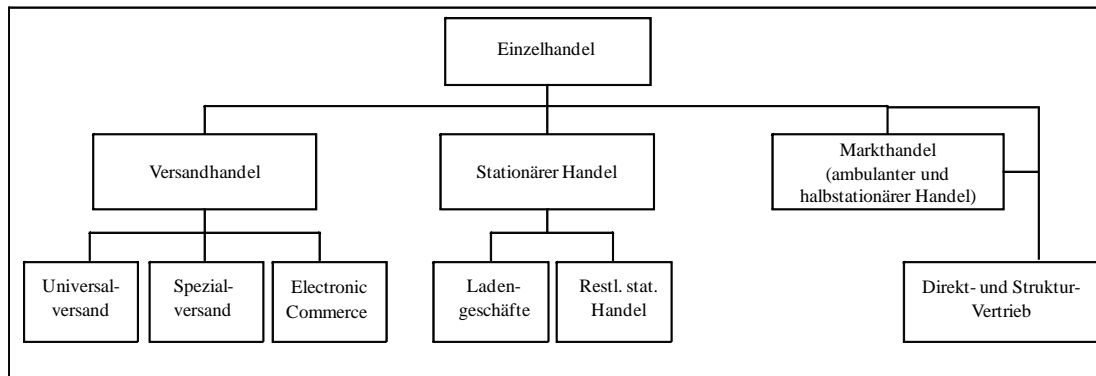 Einzelhandel
Versandhandel
Stationärer Handel
Markthandel
(ambulanter und
halbstationärer Handel)
Universal-
versand
Spezial-
versand
Electronic
Commerce
Laden-
geschäfte
Restl. stat.
Handel
Direkt- und Struktur-
Vertrieb